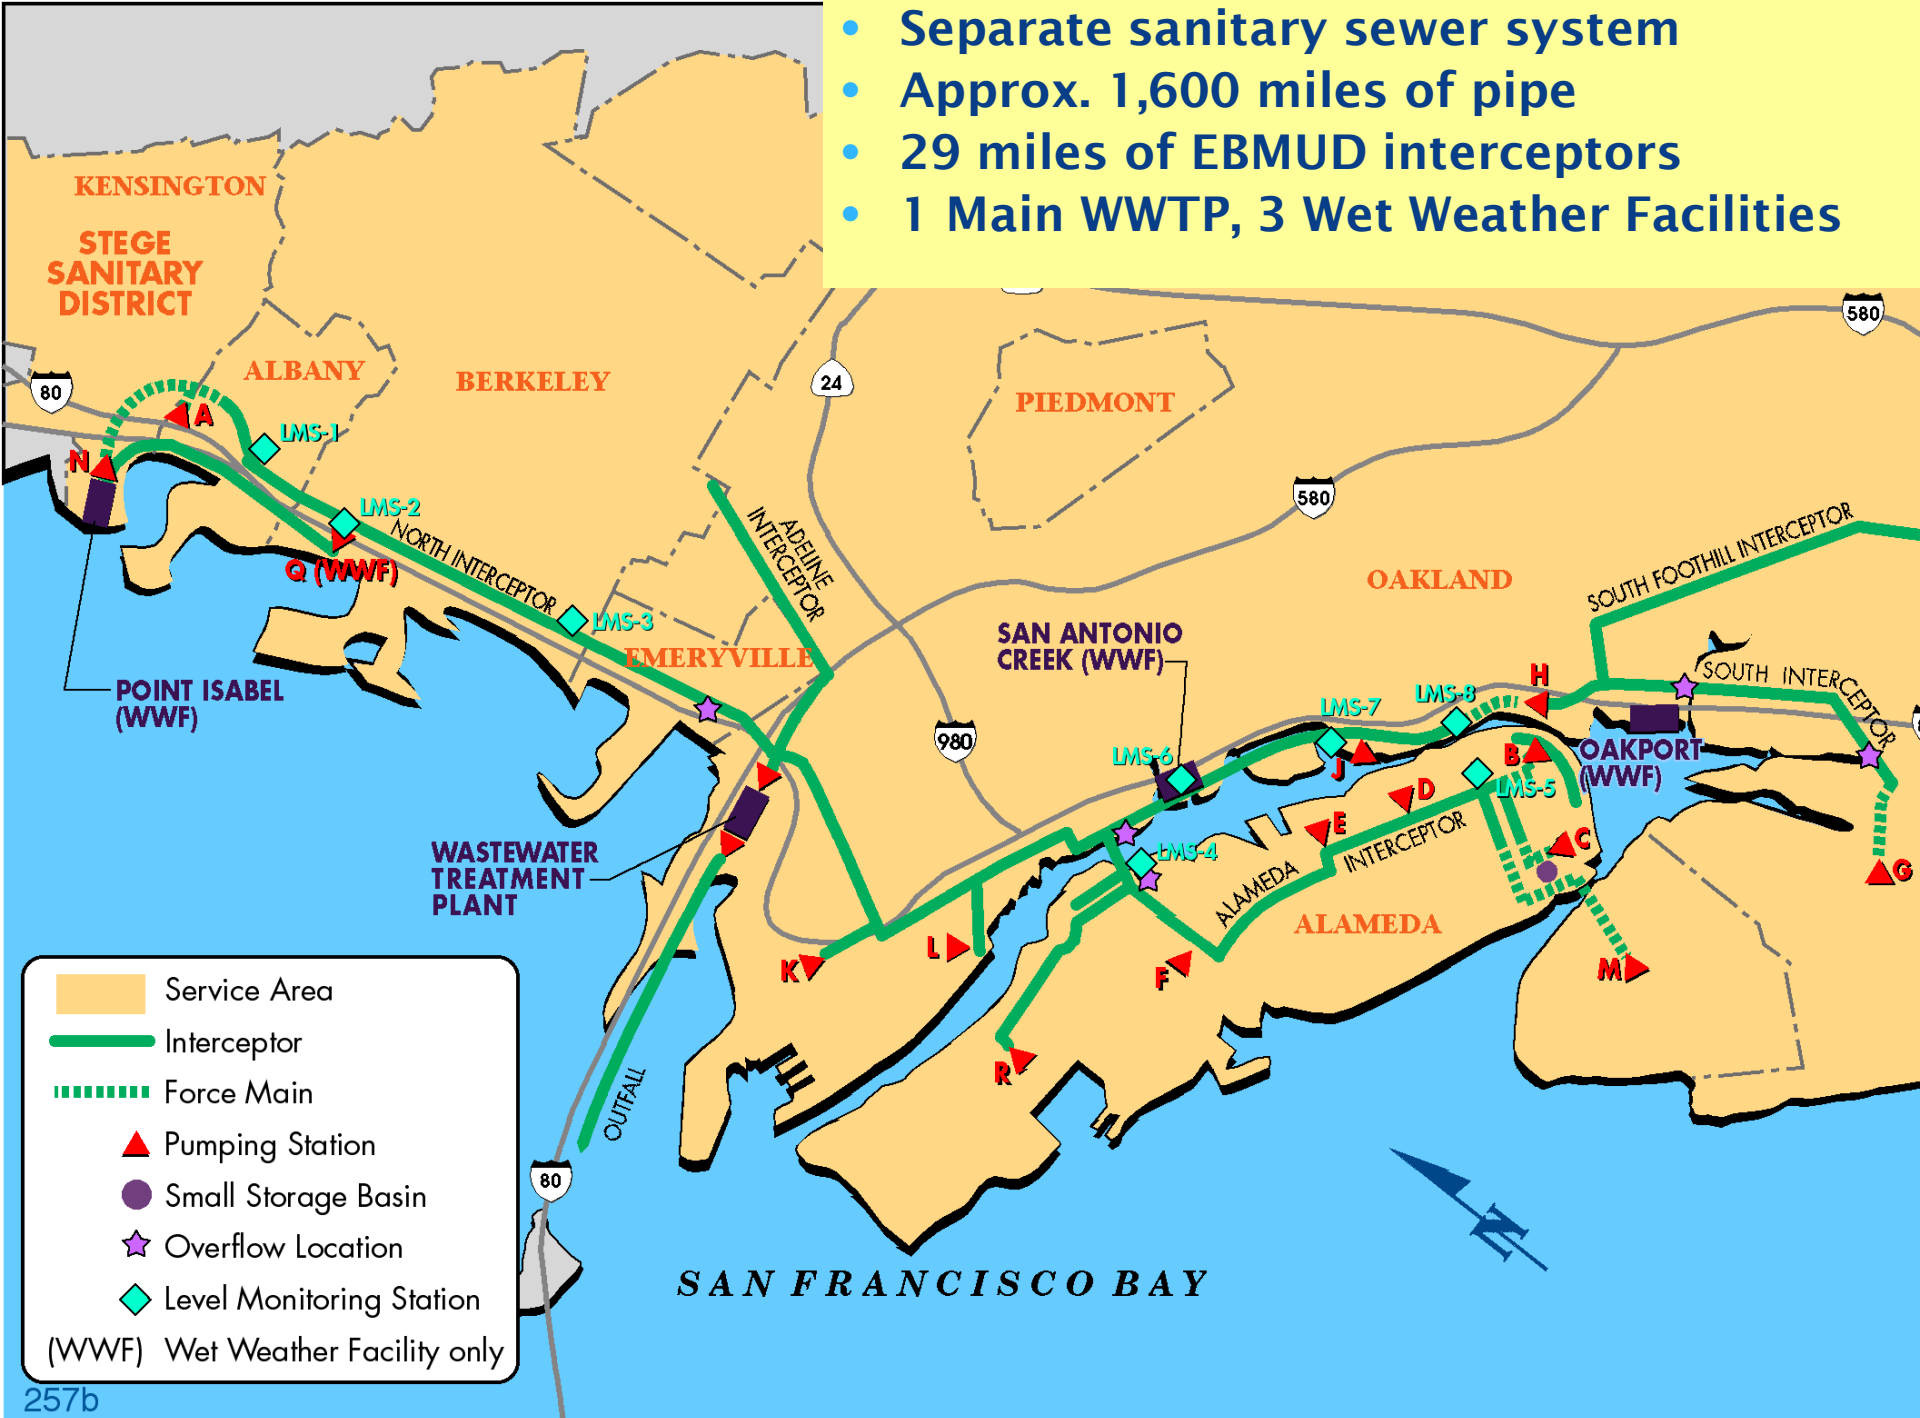 • Separate sanitary sewer system
• Approx. 1,600 miles of pipe
• 29 miles of EBMUD interceptors
• 1 Main WWTP, 3 Wet Weather Facilities
KENSINGTON
STEGE
SANITARY
DISTRICT
ALBANY
BERKELEY
PIEDMONT
80
24
580
580
A
LMS-1
N
LMS-2
NORTH INTERCEPTOR
Q (WWF)
LMS-3
ADELINE
INTERCEPTOR
EMERYVILLE
OAKLAND
SOUTH FOOTHILL INTERCEPTOR
SAN ANTONIO
CREEK (WWF)
POINT ISABEL
(WWF)
H
SOUTH INTERCEPTOR
LMS-8
LMS-7
980
LMS-6
J
B
OAKPORT
(WWF)
D
LMS-5
E
C
WASTEWATER
TREATMENT
PLANT
LMS-4
ALAMEDA
INTERCEPTOR
G
ALAMEDA
L
K
F
M
R
OUTFALL
80
Service Area
Interceptor
Force Main
Pumping Station
Small Storage Basin
Overflow Location
Level Monitoring Station
(WWF) Wet Weather Facility only
N
SAN FRANCISCO BAY
257b